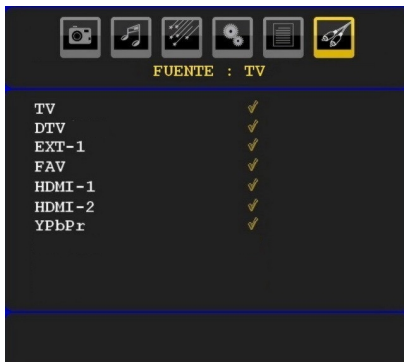 FUENTE : TV
TV
DTV
EXT-1
FAV
HDMI-1
HDMI-2
YPbPr